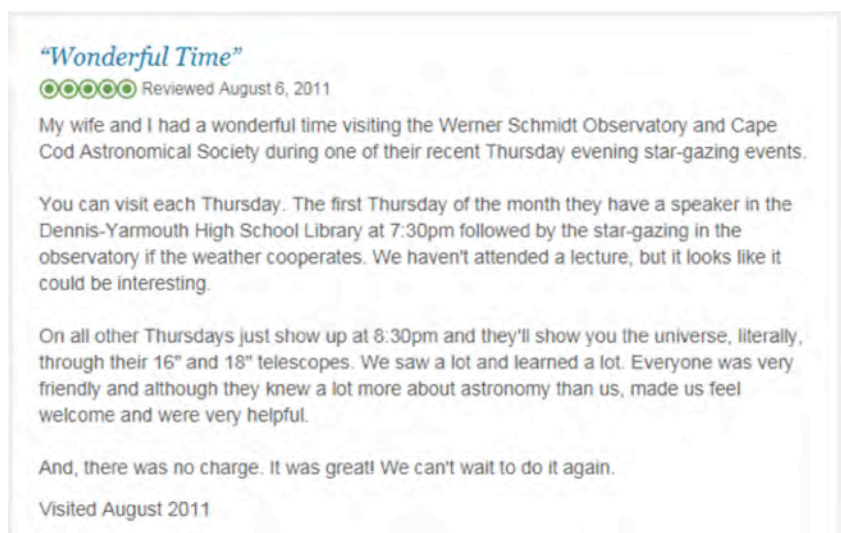 “Wonderful Time”
Reviewed August 6, 2011
My wife and I had a wonderful time visiting the Werner Schmidt Observatory and Cape
Cod Astronomical Society during one of their recent Thursday evening star-gazing events.
You can visit each Thursday. The first Thursday of the month they have a speaker in the
Dennis-Yarmouth High School Library at 7:30pm followed by the star-gazing in the
observatory if the weather cooperates. We haven't attended a lecture, but it looks like it
could be interesting.
On all other Thursdays just show up at 8:30pm and they'll show you the universe, literally,
through their 16" and 18" telescopes. We saw a lot and learned a lot. Everyone was very
friendly and although they knew a lot more about astronomy than us, made us feel
welcome and were very helpful.
And, there was no charge. It was great! We can't wait to do it again.
Visited August 2011